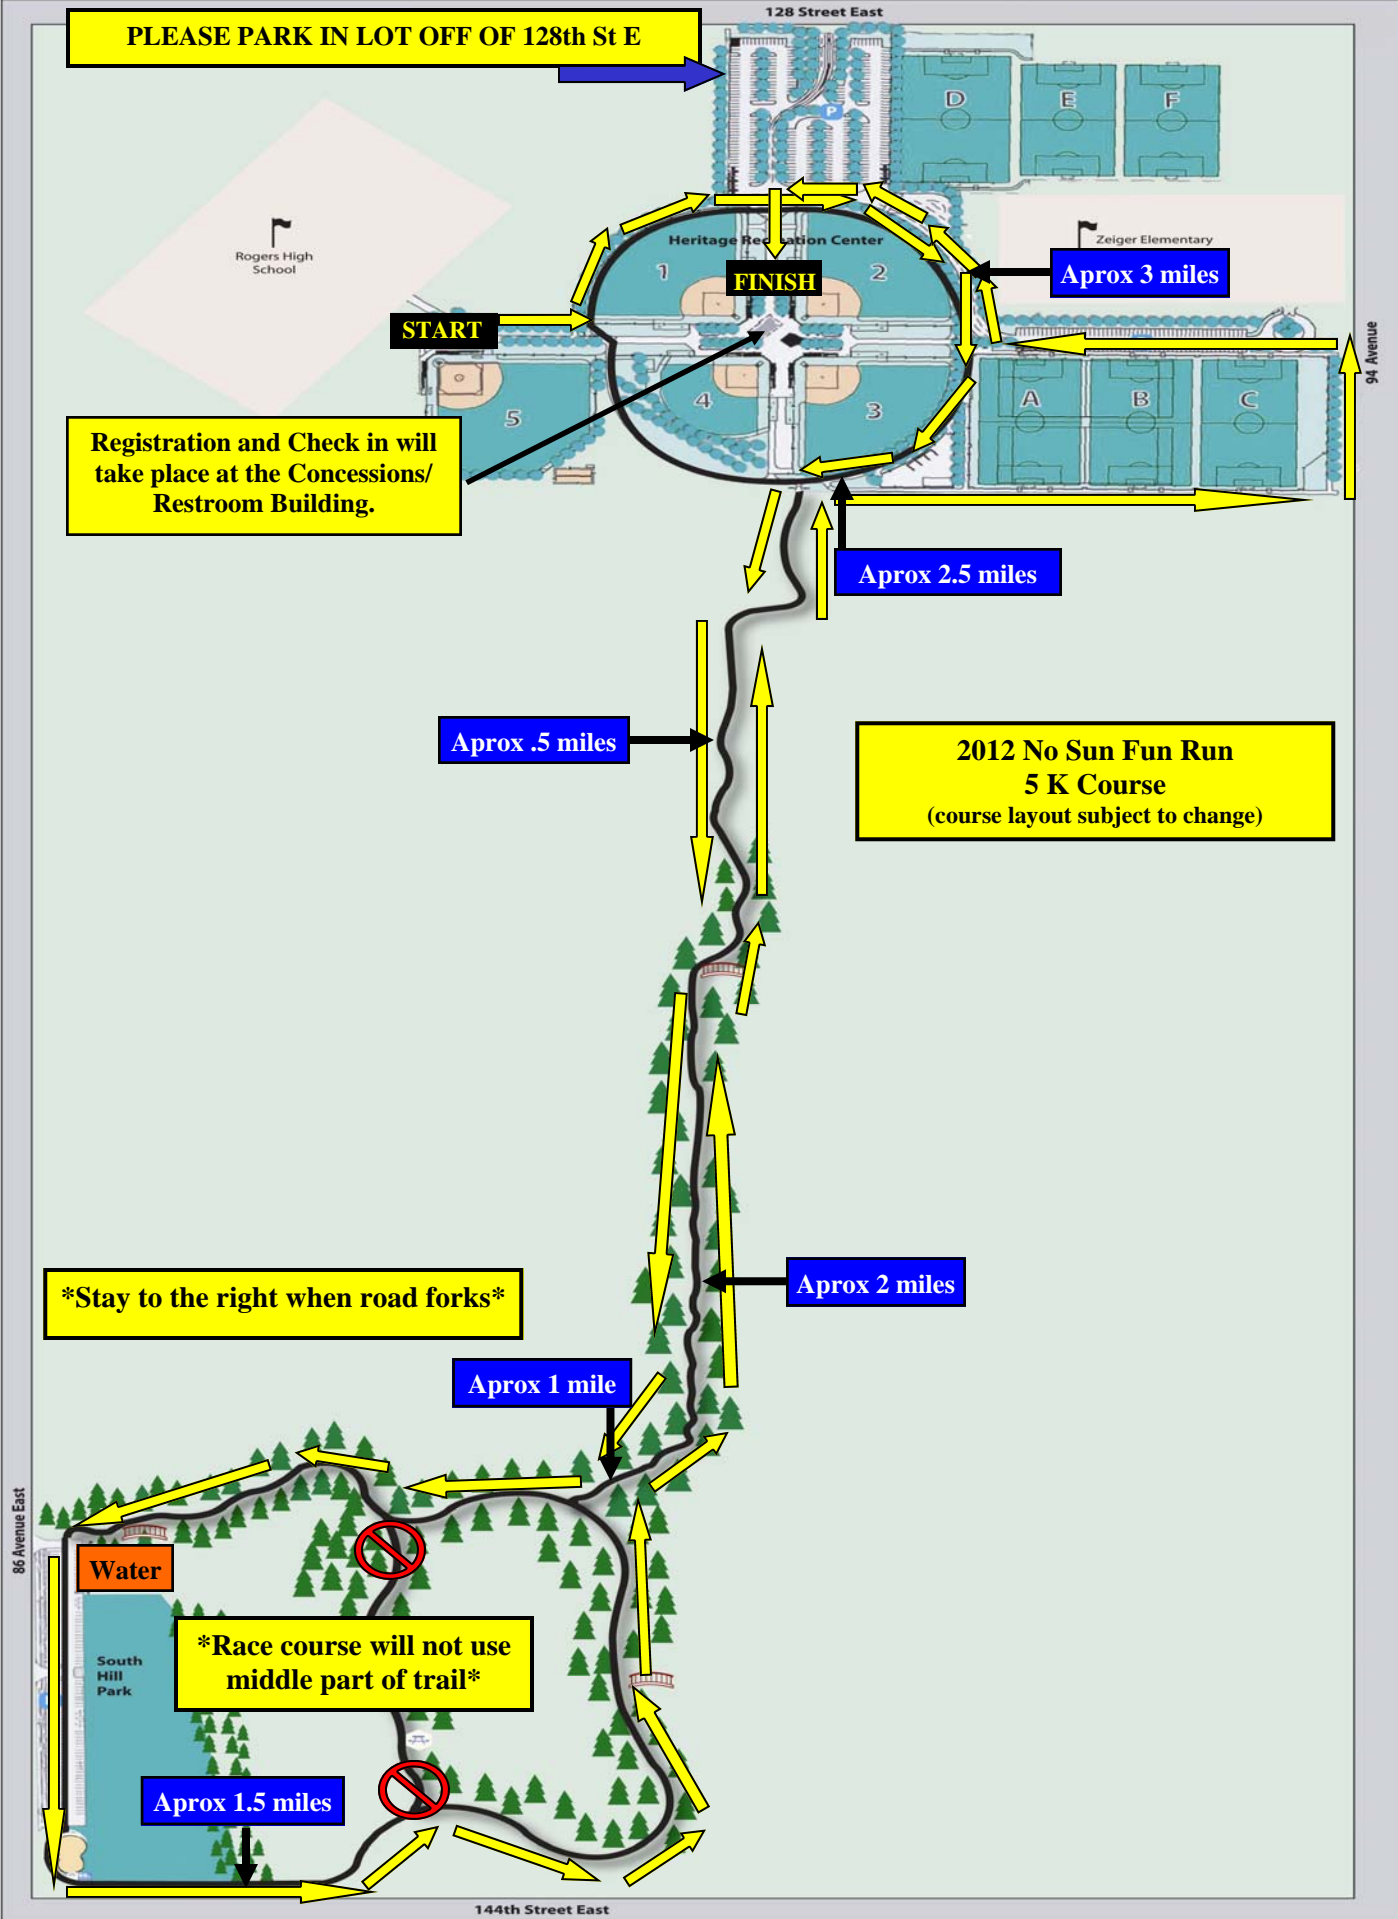 128 Street East
PLEASE PARK IN LOT OFF OF 128th St E
P
D
E
F
Rogers High
School
Heritage Recreation Center
Zeiger Elementary
1
2
FINISH
Aprox 3 miles
START
94 Avenue
4
3
5
A
B
C
Registration and Check in will
take place at the Concessions/
Restroom Building.
Aprox 2.5 miles
Aprox .5 miles
2012 No Sun Fun Run
5 K Course
(course layout subject to change)
*Stay to the right when road forks*
Aprox 2 miles
Aprox 1 mile
86 Avenue East
Water
*Race course will not use
middle part of trail*
South
Hill
Park
Aprox 1.5 miles
144th Street East